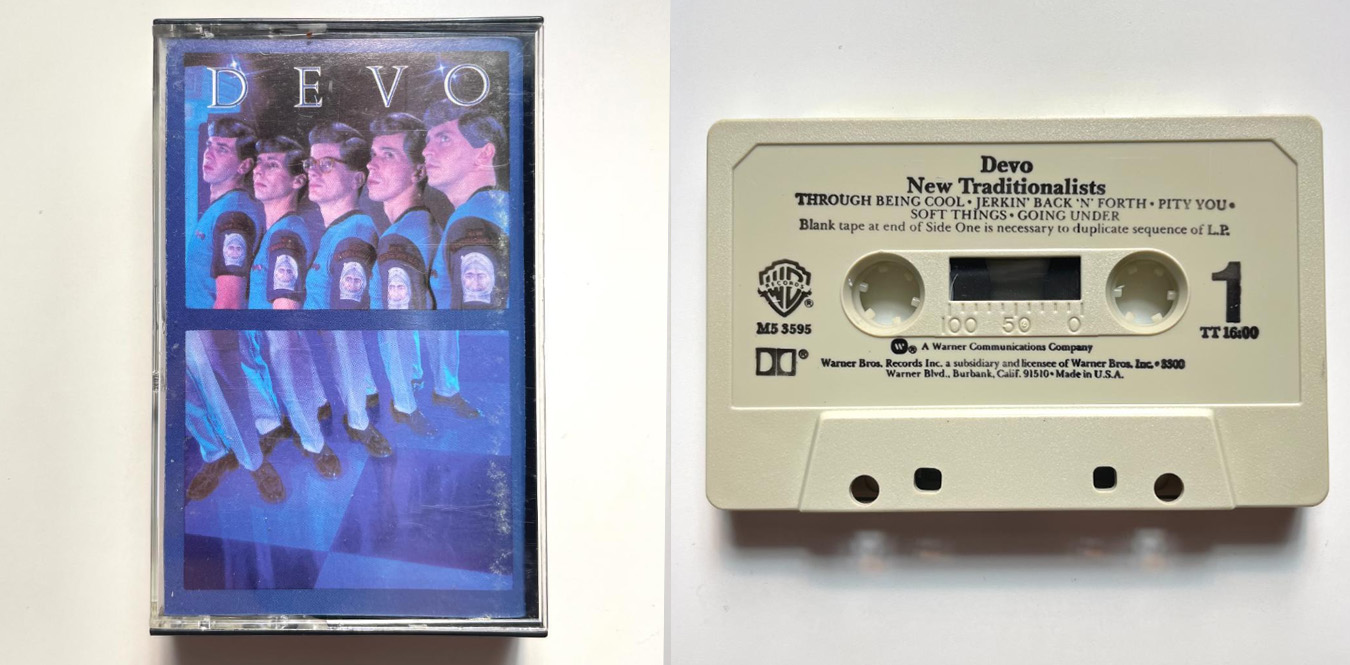 DEVO
Devo
New Traditionalists
THROUGH BEING COOL • JERKIN' BACK 'N' FORTH • PITY YOU •
SOFT THINGS • GOING UNDER
Blank tape at end of Side One is necessary to duplicate sequence of L.P.
WB RECORDS ®
M5 3595
1
TT 16:00
100 50 0
W ® A Warner Communications Company
Warner Bros. Records Inc. a subsidiary and licensee of Warner Bros. Inc. • 3300
Warner Blvd., Burbank, Calif. 91510 • Made in U.S.A.